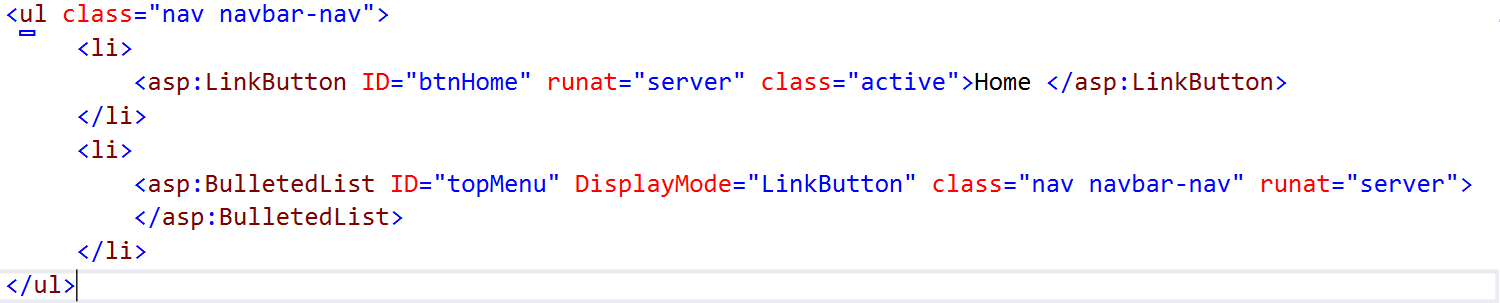 <ul class="nav navbar-nav">
<li>
<asp:LinkButton ID="btnHome" runat="server" class="active">Home </asp:LinkButton>
</li>
<li>
<asp:BulletedList ID="topMenu" DisplayMode="LinkButton" class="nav navbar-nav" runat="server">
</asp:BulletedList>
</li>
</ul>